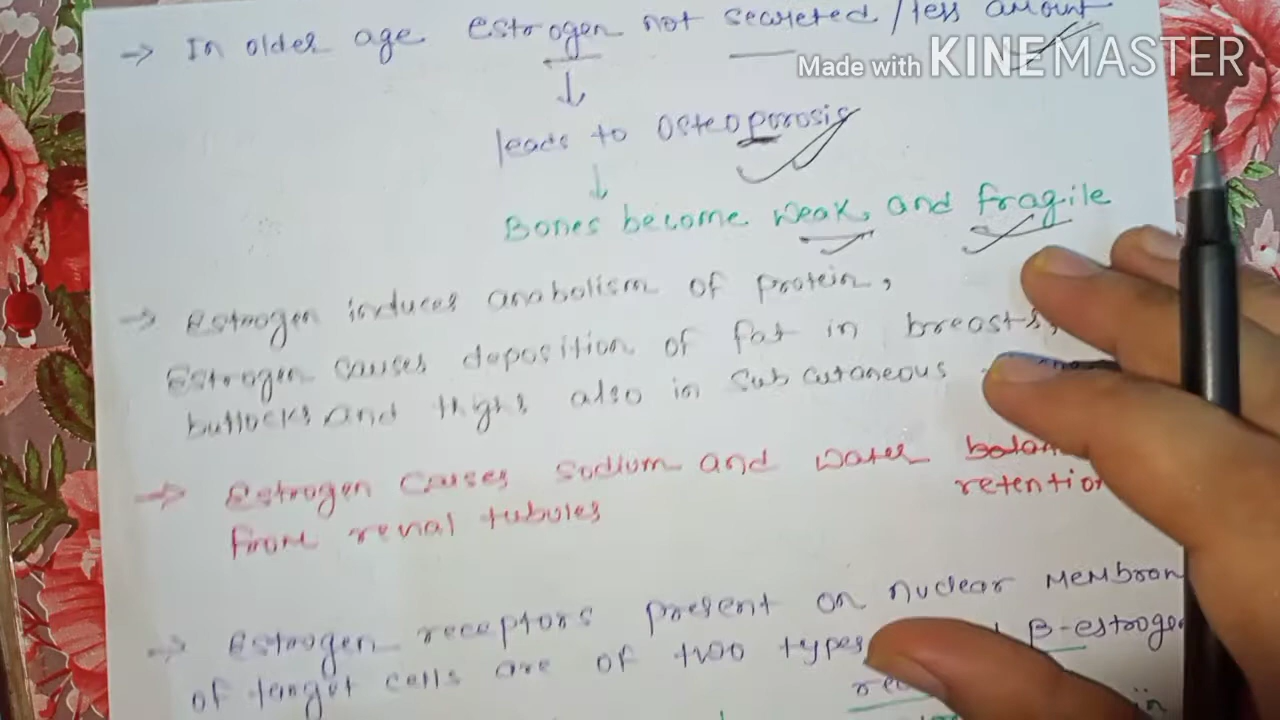 → In older age estrogen not secreted / less amount
Made with KINEMASTER
↓
leads to osteoporosis
↓
Bones become weak, and fragile
→ Estrogen induces anabolism of protein,
Estrogen causes deposition of fat in breasts,
buttocks and thighs also in subcutaneous
→ Estrogen causes sodium and water
retention
from renal tubules
→ Estrogen receptors present on nuclear
of target cells are of two types β-
in